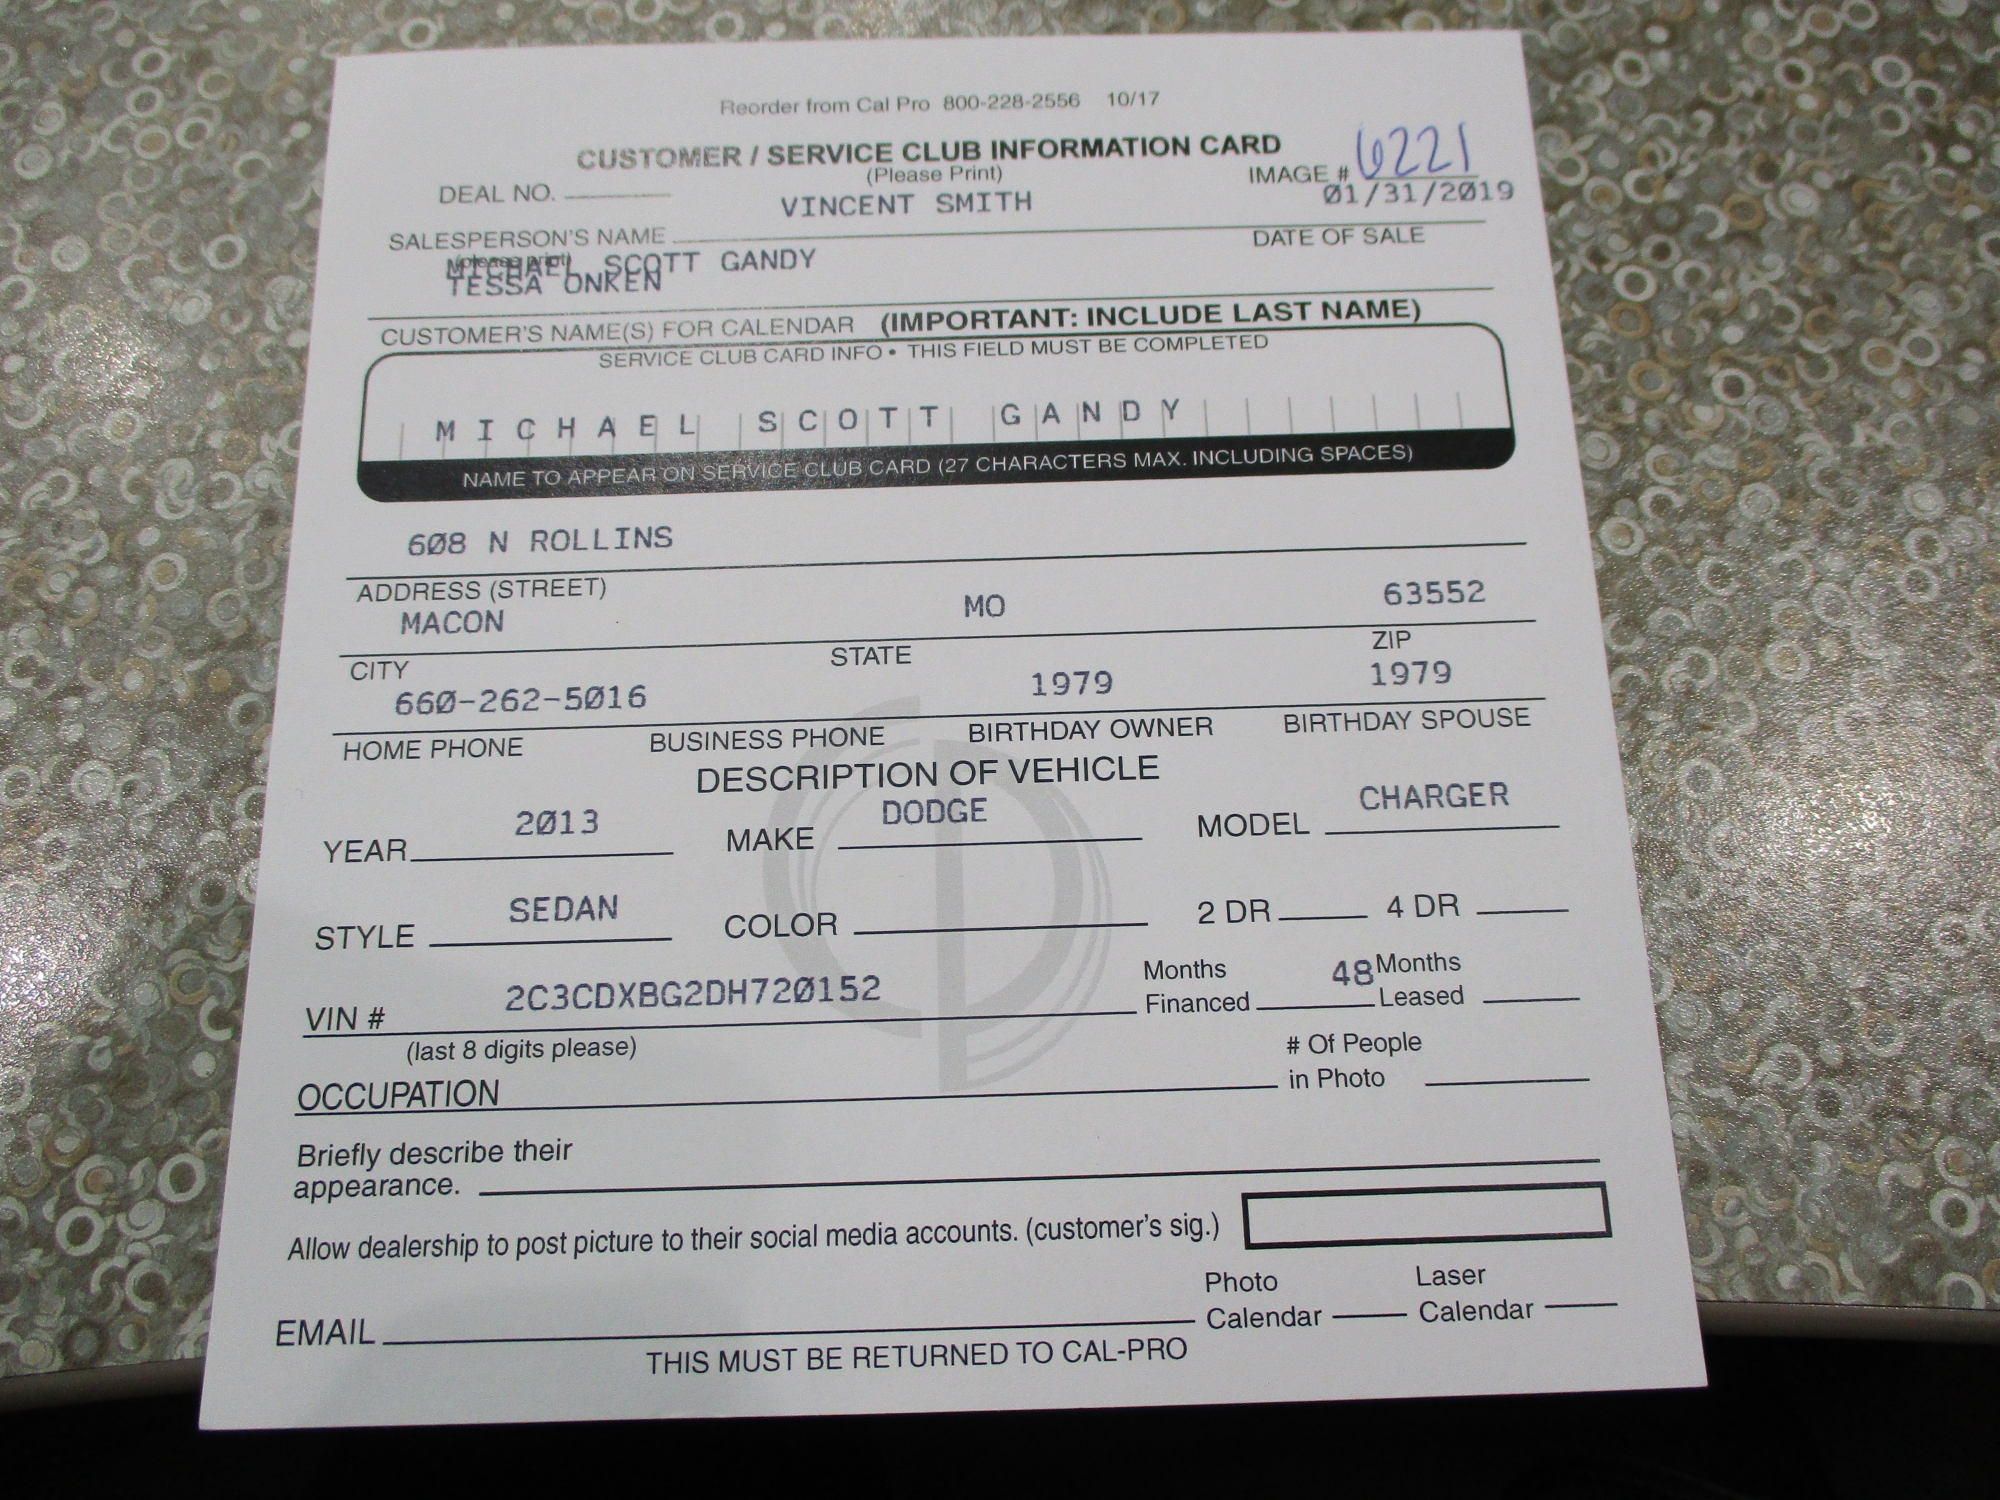 Reorder from Cal Pro 800-228-2556 10/17
CUSTOMER / SERVICE CLUB INFORMATION CARD
(Please Print)
IMAGE # 6221
DEAL NO.
VINCENT SMITH
01/31/2019
SALESPERSON'S NAME
DATE OF SALE
(please print)
MICHAEL SCOTT GANDY
TESSA ONKEN
CUSTOMER'S NAME(S) FOR CALENDAR (IMPORTANT: INCLUDE LAST NAME)
SERVICE CLUB CARD INFO • THIS FIELD MUST BE COMPLETED
MICHAEL SCOTT GANDY
NAME TO APPEAR ON SERVICE CLUB CARD (27 CHARACTERS MAX. INCLUDING SPACES)
608 N ROLLINS
ADDRESS (STREET)
MACON MO 63552
CITY STATE ZIP
660-262-5016 1979 1979
HOME PHONE BUSINESS PHONE BIRTHDAY OWNER BIRTHDAY SPOUSE
DESCRIPTION OF VEHICLE
YEAR 2013 MAKE DODGE MODEL CHARGER
STYLE SEDAN COLOR 2 DR 4 DR
VIN # 2C3CDXBG2DH720152 Months Financed 48 Months Leased
(last 8 digits please)
OCCUPATION # Of People in Photo
Briefly describe their
appearance.
Allow dealership to post picture to their social media accounts. (customer's sig.)
EMAIL Photo Calendar Laser Calendar
THIS MUST BE RETURNED TO CAL-PRO